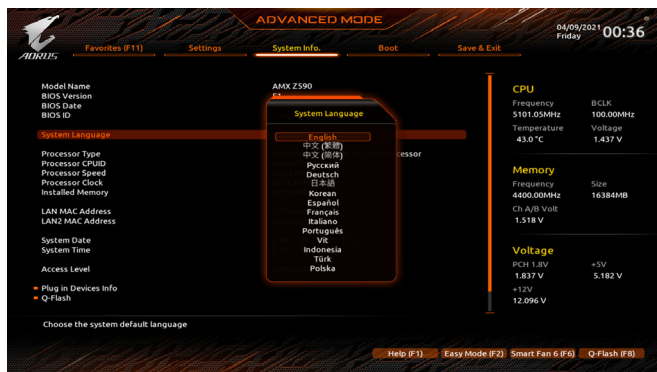 ADVANCED MODE
04/09/2021 Friday 00:36
AORUS
Favorites (F11) Settings System Info. Boot Save & Exit
Model Name AMX Z590
BIOS Version
BIOS Date
BIOS ID
System Language
Processor Type
Processor CPUID
Processor Speed
Processor Clock
Installed Memory
LAN MAC Address
LAN2 MAC Address
System Date
System Time
Access Level
Plug in Devices Info
Q-Flash
System Language
English
中文 (繁體)
中文 (简体)
Русский
Deutsch
日本語
Korean
Español
Français
Italiano
Português
Vit
Indonesia
Türk
Polska
CPU
Frequency BCLK
5101.05MHz 100.00MHz
Temperature Voltage
43.0 °C 1.437 V
Memory
Frequency Size
4400.00MHz 16384MB
Ch A/B Volt
1.518 V
Voltage
PCH 1.8V +5V
1.837 V 5.182 V
+12V
12.096 V
Choose the system default language
Help (F1) Easy Mode (F2) Smart Fan 6 (F6) Q-Flash (F8)